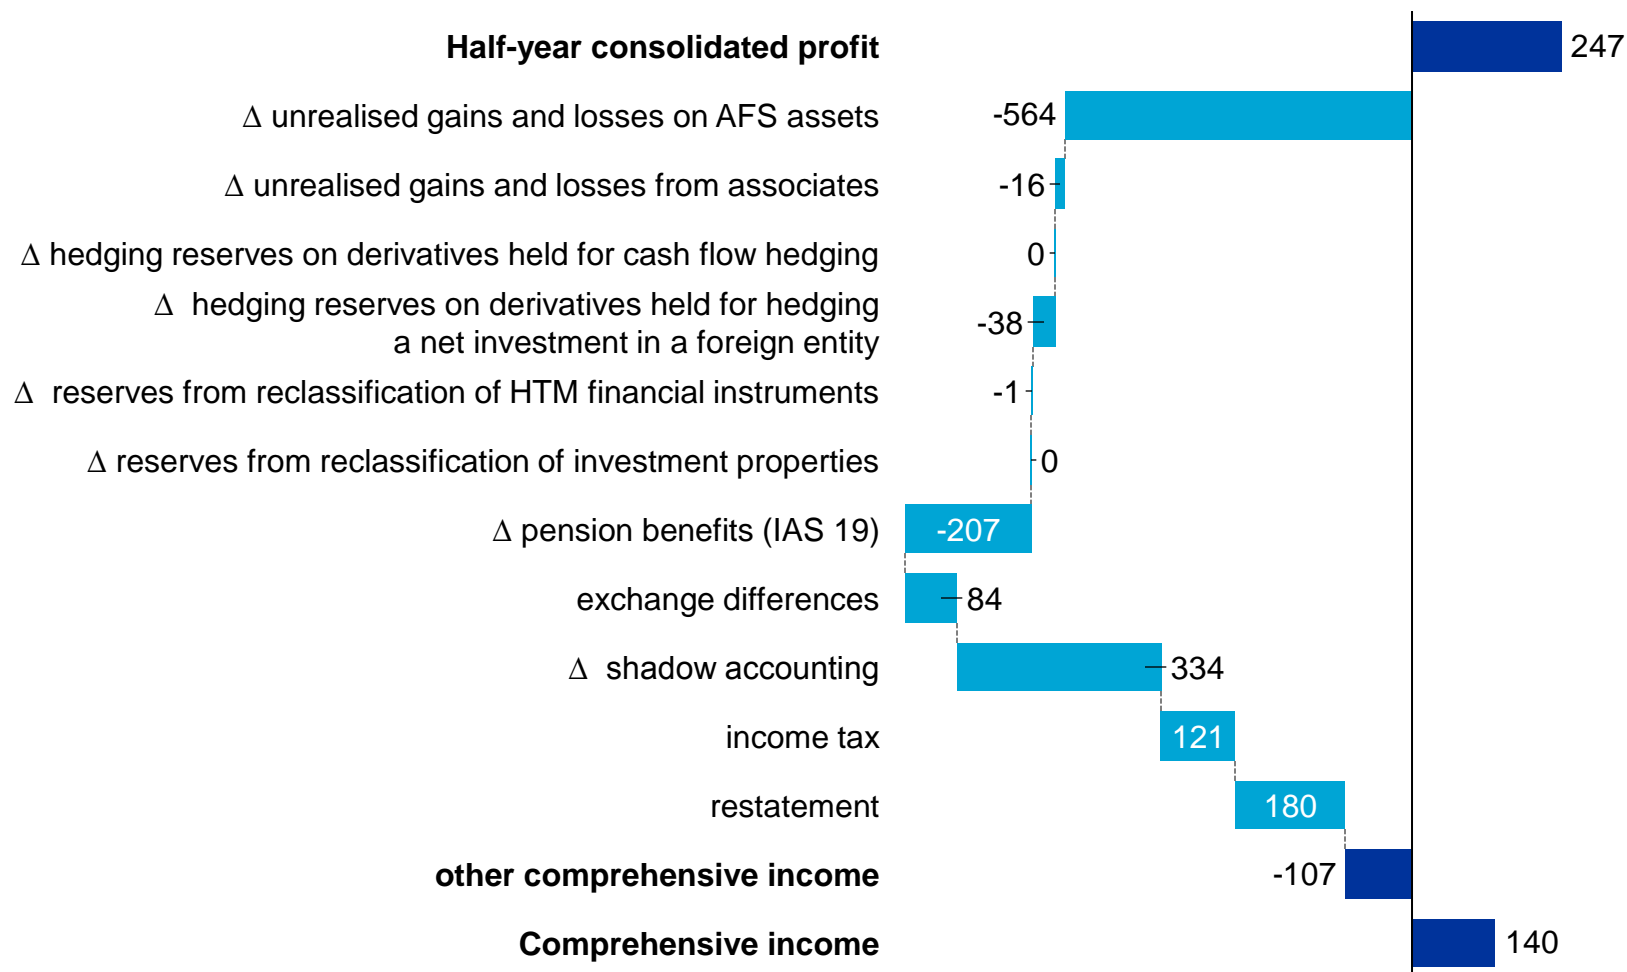 Half-year consolidated profit 247
Δ unrealised gains and losses on AFS assets -564
Δ unrealised gains and losses from associates -16
Δ hedging reserves on derivatives held for cash flow hedging 0
Δ hedging reserves on derivatives held for hedging
a net investment in a foreign entity -38
Δ reserves from reclassification of HTM financial instruments -1
Δ reserves from reclassification of investment properties 0
Δ pension benefits (IAS 19) -207
exchange differences 84
Δ shadow accounting 334
income tax 121
restatement 180
other comprehensive income -107
Comprehensive income 140